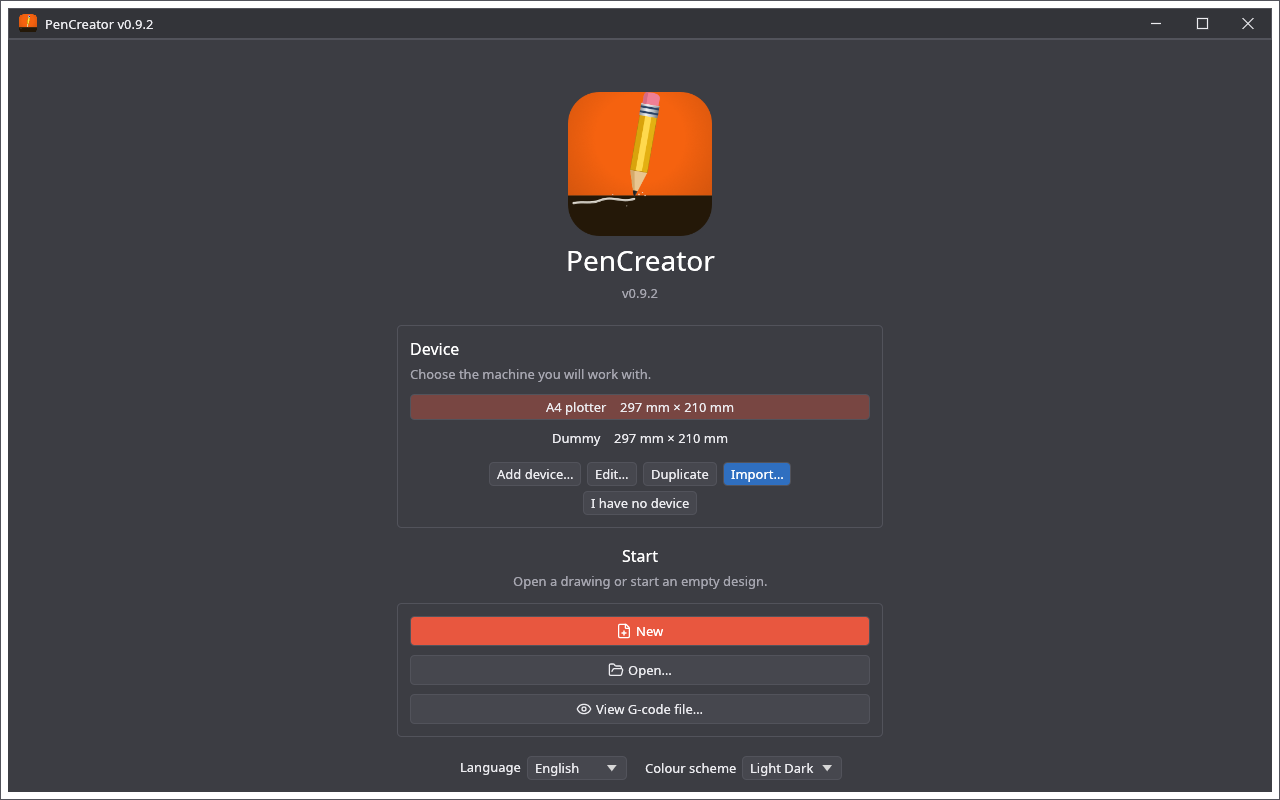 PenCreator v0.9.2
PenCreator
v0.9.2
Device
Choose the machine you will work with.
A4 plotter 297 mm × 210 mm
Dummy 297 mm × 210 mm
Add device... Edit... Duplicate Import...
I have no device
Start
Open a drawing or start an empty design.
New
Open...
View G-code file...
Language English Colour scheme Light Dark